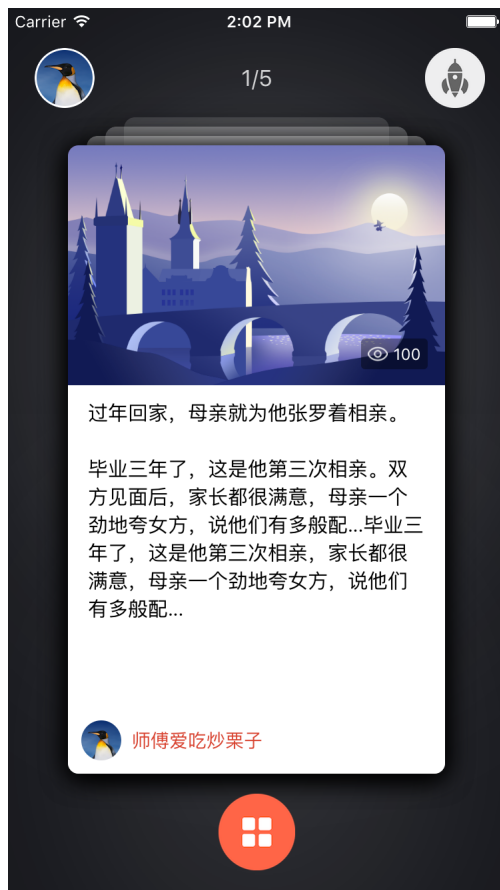 Carrier 2:02 PM
1/5
100
过年回家，母亲就为他张罗着相亲。
毕业三年了，这是他第三次相亲。双
方见面后，家长都很满意，母亲一个
劲地夸女方，说他们有多般配...毕业三
年了，这是他第三次相亲，家长都很
满意，母亲一个劲地夸女方，说他们
有多般配...
师傅爱吃炒栗子